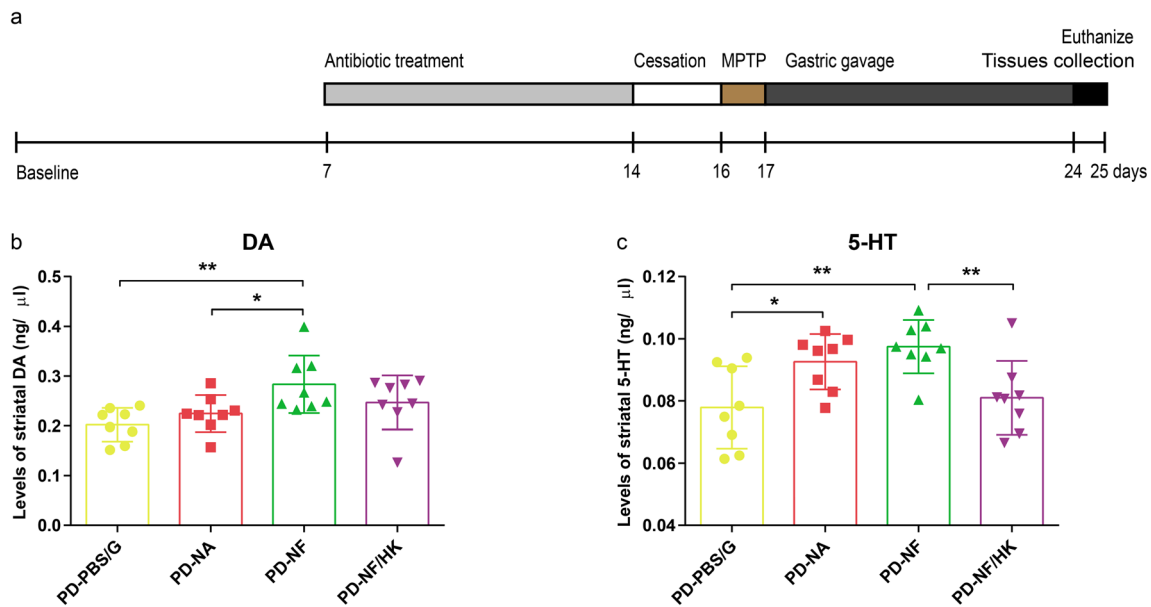 a
Euthanize
Antibiotic treatment Cessation MPTP Gastric gavage Tissues collection
Baseline 7 14 16 17 24 25 days
b DA
** *
Levels of striatal DA (ng/ μl)
0.5
0.4
0.3
0.2
0.1
0.0
PD-PBS/G PD-NA PD-NF PD-NF/HK
c 5-HT
** **
*
Levels of striatal 5-HT (ng/ μl)
0.12
0.10
0.08
0.06
0.04
PD-PBS/G PD-NA PD-NF PD-NF/HK